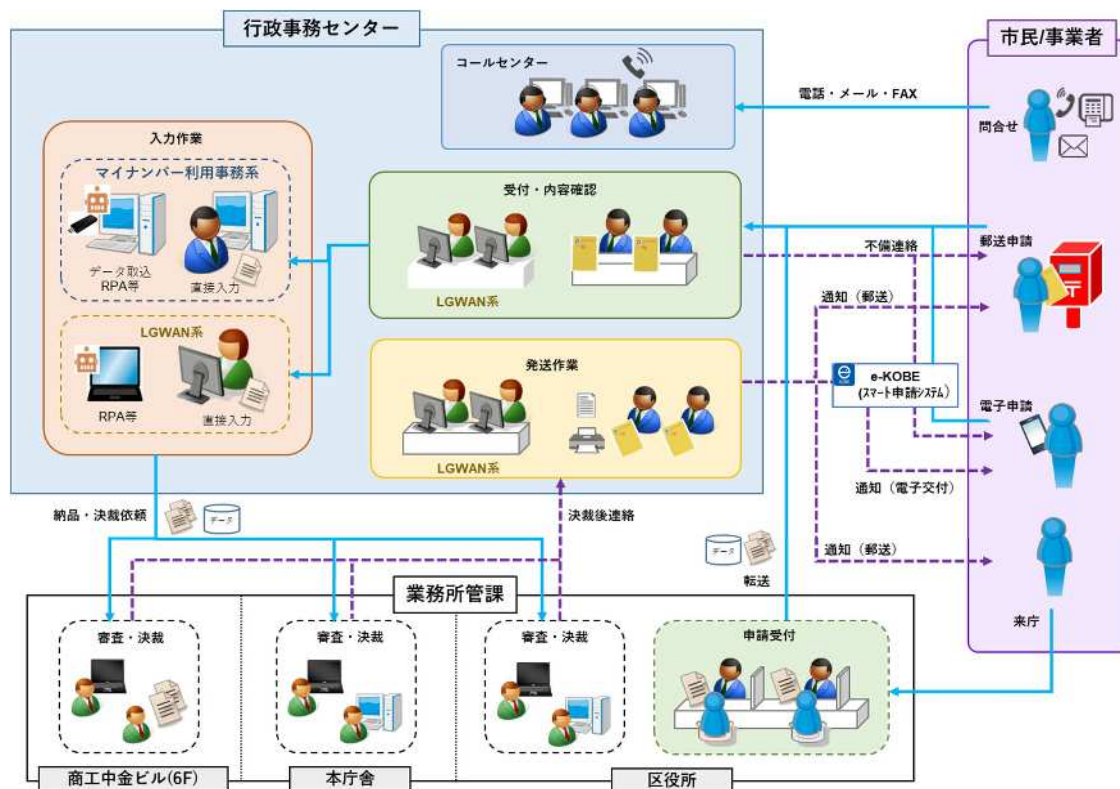 行政事務センター
コールセンター
入力作業
マイナンバー利用事務系
データ取込
RPA等
直接入力
LGWAN系
RPA等
直接入力
受付・内容確認
LGWAN系
発送作業
LGWAN系
市民/事業者
電話・メール・FAX
問合せ
郵送申請
不備連絡
通知(郵送)
e-KOBE
(スマート申請システム)
電子申請
通知(電子交付)
通知(郵送)
来庁
納品・決裁依頼
データ
決裁後連絡
データ
転送
業務所管課
審査・決裁
審査・決裁
審査・決裁
申請受付
商工中金ビル(6F)
本庁舎
区役所